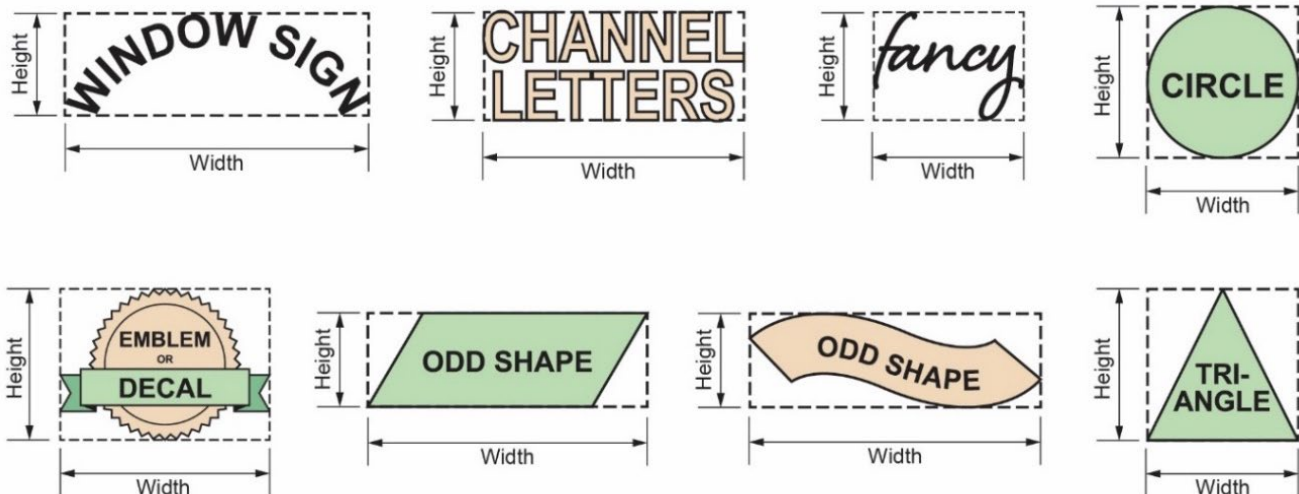 Height
WINDOW SIGN
Width
Height
CHANNEL
LETTERS
Width
Height
fancy
Width
Height
CIRCLE
Width
Height
EMBLEM
OR
DECAL
Width
Height
ODD SHAPE
Width
Height
ODD SHAPE
Width
Height
TRI-
ANGLE
Width